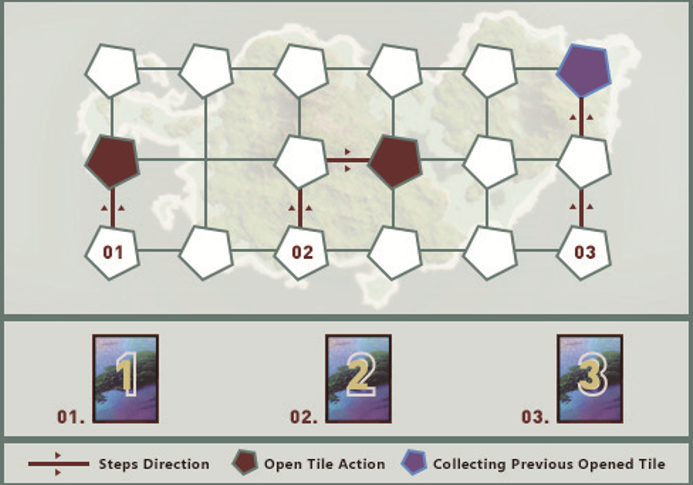 01 02 03
1 2 3
01. 02. 03.
Steps Direction Open Tile Action Collecting Previous Opened Tile